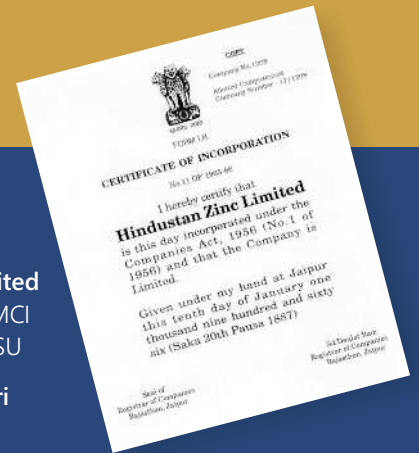 COPY
Company No. 1208
FORM I.R.
CERTIFICATE OF INCORPORATION
I hereby certify that
Hindustan Zinc Limited
is this day incorporated under the
Companies Act, 1956 (No.1 of
1956) and that the Company is
Limited.
Given under my hand at Jaipur
this tenth day of January one
thousand nine hundred and sixty
six (Saka 20th Pausa 1887)
Seal of
Registrar of Companies
Rajasthan, Jaipur
Registrar of Companies
Rajasthan, Jaipur
ited
MCI
SU
ri